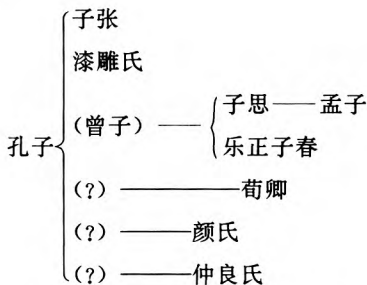 子张
漆雕氏
(曾子) —— 子思 —— 孟子
乐正子春
孔子
(?) ———— 荀卿
(?) ——— 颜氏
(?) ——— 仲良氏